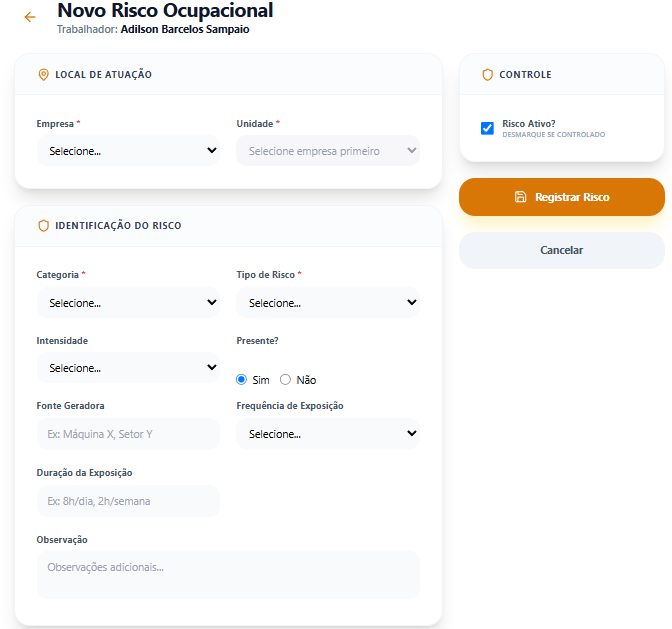 Novo Risco Ocupacional
Trabalhador: Adilson Barcelos Sampaio
LOCAL DE ATUAÇÃO
Empresa *
Unidade *
Selecione...
Selecione empresa primeiro
CONTROLE
Risco Ativo?
DESMARQUE SE CONTROLADO
Registrar Risco
Cancelar
IDENTIFICAÇÃO DO RISCO
Categoria *
Tipo de Risco *
Selecione...
Selecione...
Intensidade
Presente?
Selecione...
Sim
Não
Fonte Geradora
Frequência de Exposição
Ex: Máquina X, Setor Y
Selecione...
Duração da Exposição
Ex: 8h/dia, 2h/semana
Observação
Observações adicionais...